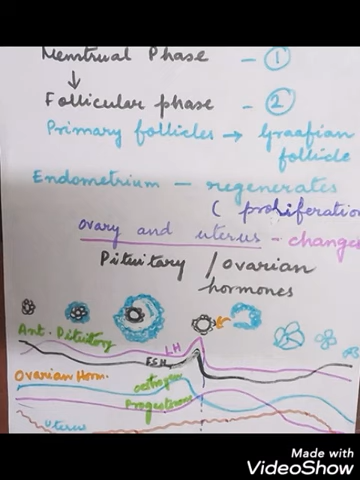 Menstrual Phase - ①
↓
Follicular phase - ②
Primary follicles → Graafian
follicle
Endometrium - regenerates
( proliferation
ovary and uterus - change
Pituitary / ovarian
hormones
Ant. Pituitary
LH
FSH
Ovarian Horm.
oestrogen
Progesterone
Uterus
Made with
VideoShow